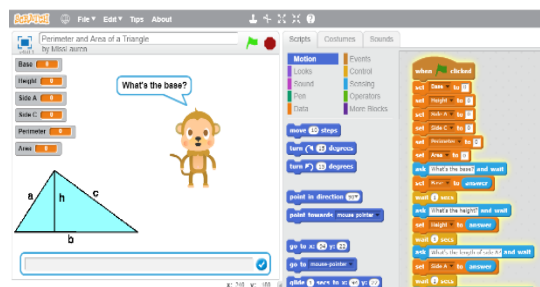 SCRATCH File▼ Edit▼ Tips About
Perimeter and Area of a Triangle
by MissLauren
Base 0
Height 0
Side A 0
Side C 0
Perimeter 0
Area 0
What's the base?
a h c
b
Scripts Costumes Sounds
Motion Events
Looks Control
Sound Sensing
Pen Operators
Data More Blocks
move 10 steps
turn 15 degrees
turn 15 degrees
point in direction 90▼
point towards mouse-pointer
go to x: y:
go to mouse-pointer
glide 1 secs to x: y:
when clicked
set Base to 0
set Height to 0
set Side A to 0
set Side C to 0
set Perimeter to
set Area to 0
ask What's the base? and wait
set Base to answer
wait 1 secs
ask What's the height? and wait
set Height to answer
wait 1 secs
ask What's the length of side A? and wait
set Side A to answer
wait 1 secs